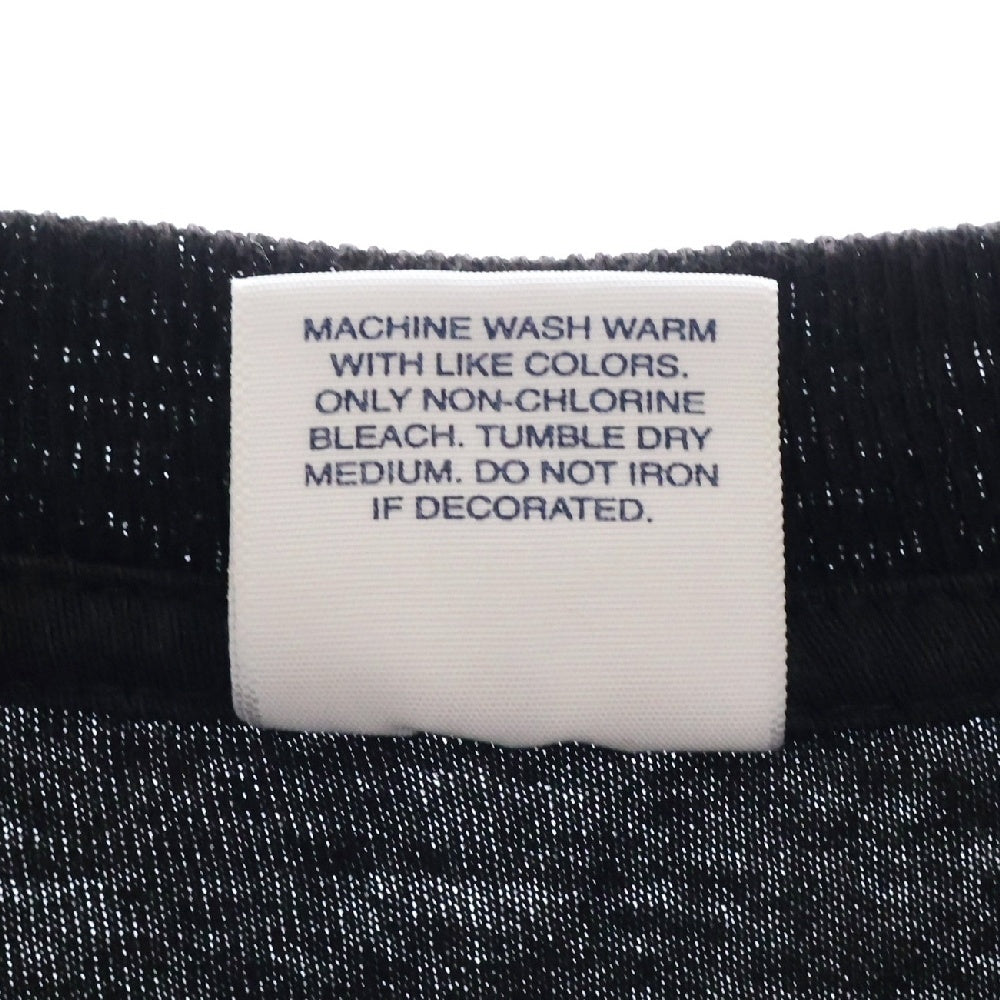 MACHINE WASH WARM
WITH LIKE COLORS.
ONLY NON-CHLORINE
BLEACH. TUMBLE DRY
MEDIUM. DO NOT IRON
IF DECORATED.